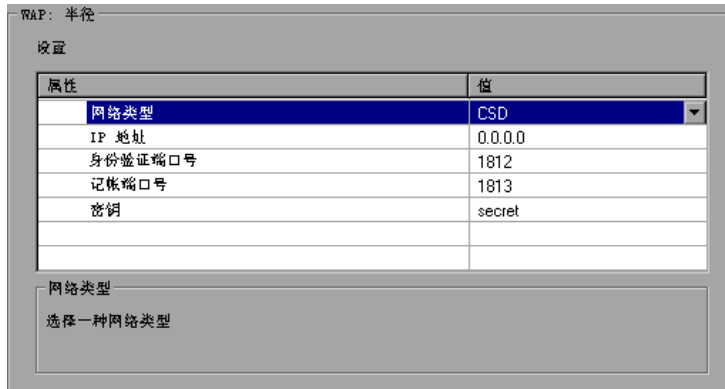 WAP: 半径
设置
属性 值
网络类型 CSD
IP 地址 0.0.0.0
身份验证端口号 1812
记帐端口号 1813
密钥 secret
网络类型
选择一种网络类型